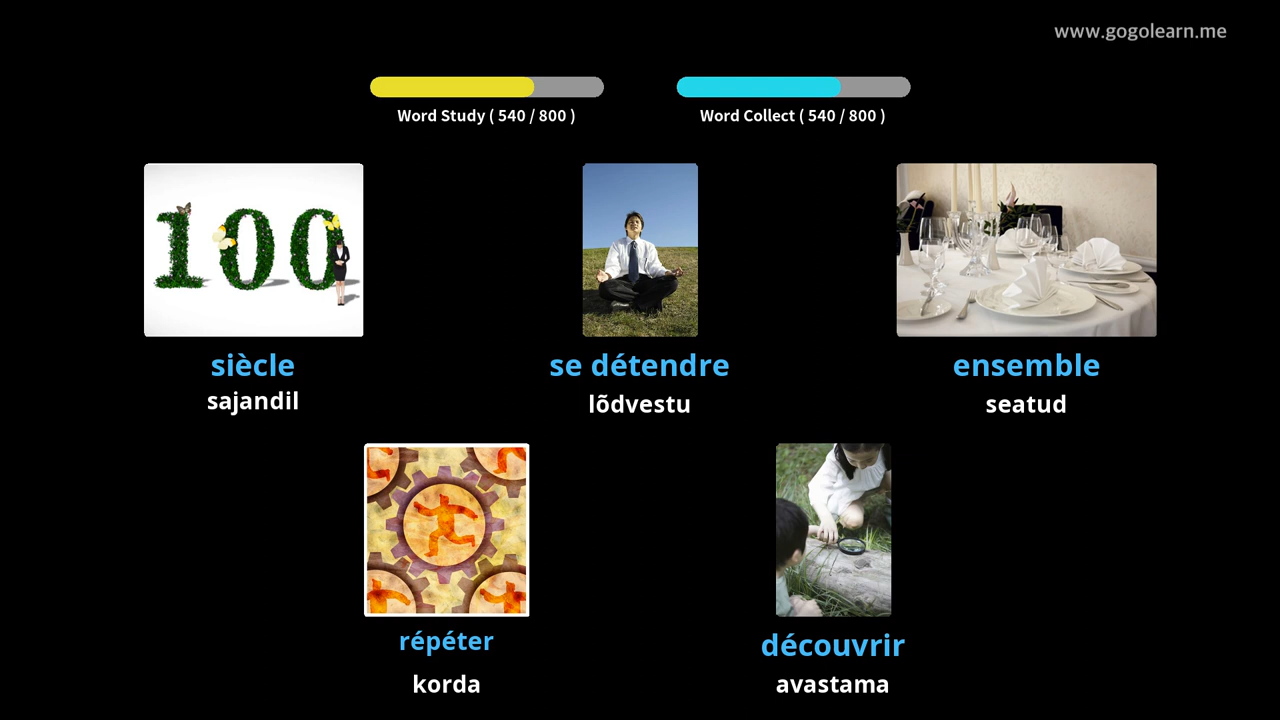 www.gogolearn.me
Word Study ( 540 / 800 )
Word Collect ( 540 / 800 )
100
siècle
sajandil
se détendre
lõdvestu
ensemble
seatud
répéter
korda
découvrir
avastama